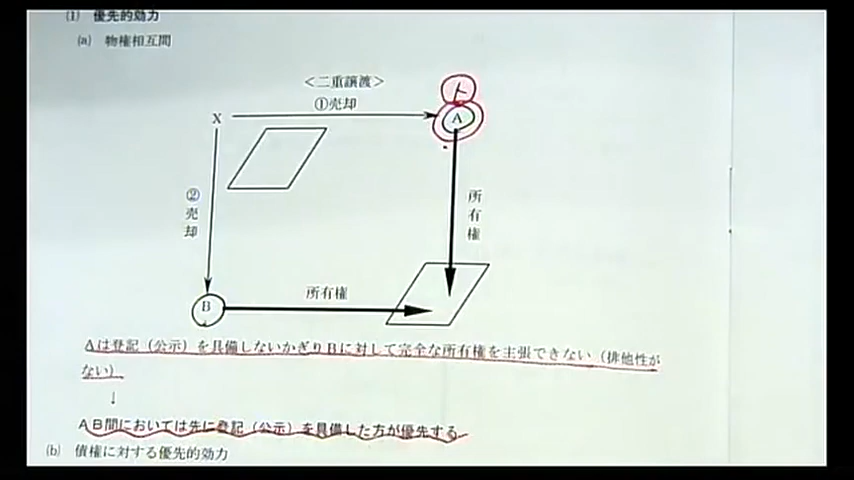 (1) 優先的効力
(a) 物権相互間
<二重譲渡>
①売却
ト
X
A
②売却
所有権
B
所有権
Aは登記（公示）を具備しないかぎりBに対して完全な所有権を主張できない（排他性が
ない）
↓
AB間においては先に登記（公示）を具備した方が優先する
(b) 債権に対する優先的効力